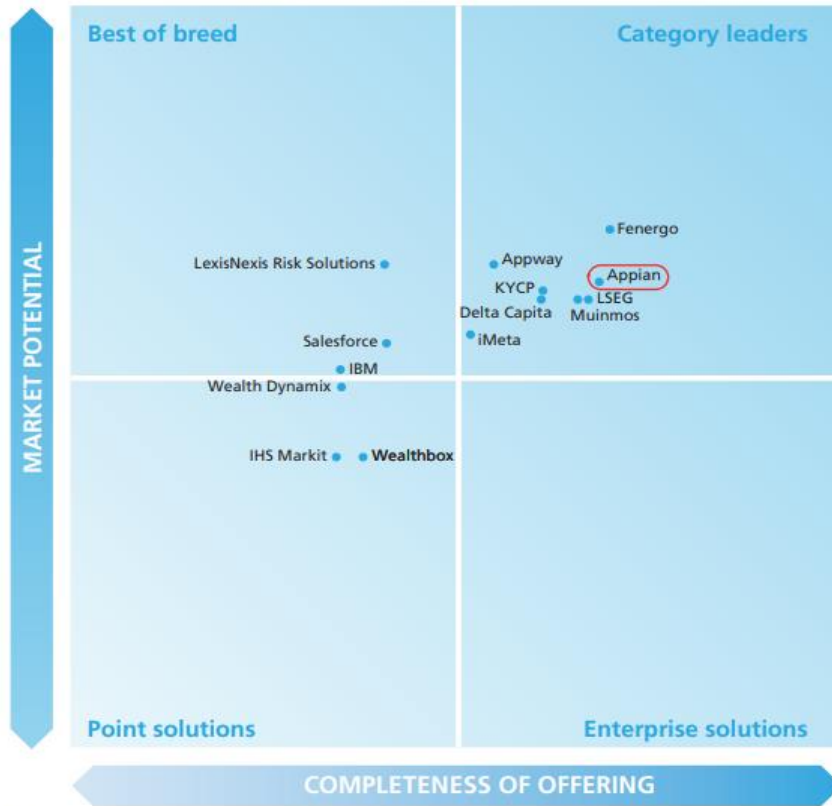 Best of breed
Category leaders
MARKET POTENTIAL
Fenergo
LexisNexis Risk Solutions
Appway
Appian
KYCP
LSEG
Delta Capita
Muinmos
Salesforce
iMeta
IBM
Wealth Dynamix
IHS Markit
Wealthbox
Point solutions
Enterprise solutions
COMPLETENESS OF OFFERING